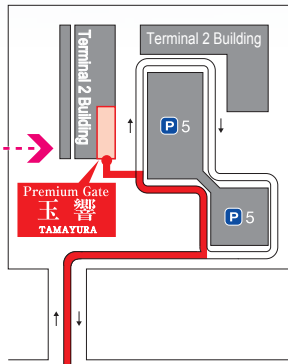 Terminal 2 Building
Terminal 2 Building
P 5
P 5
Premium Gate
玉響
TAMAYURA